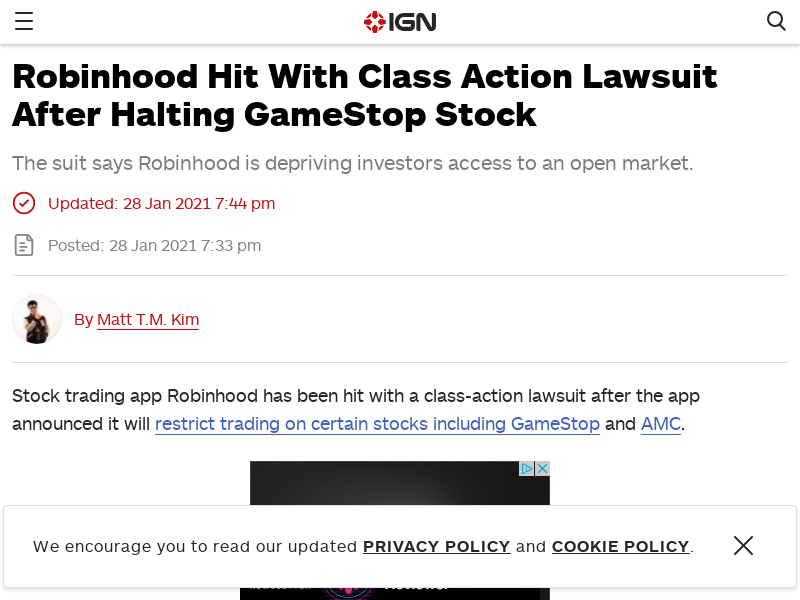 IGN
Robinhood Hit With Class Action Lawsuit
After Halting GameStop Stock
The suit says Robinhood is depriving investors access to an open market.
Updated: 28 Jan 2021 7:44 pm
Posted: 28 Jan 2021 7:33 pm
By Matt T.M. Kim
Stock trading app Robinhood has been hit with a class-action lawsuit after the app
announced it will restrict trading on certain stocks including GameStop and AMC.
We encourage you to read our updated PRIVACY POLICY and COOKIE POLICY.